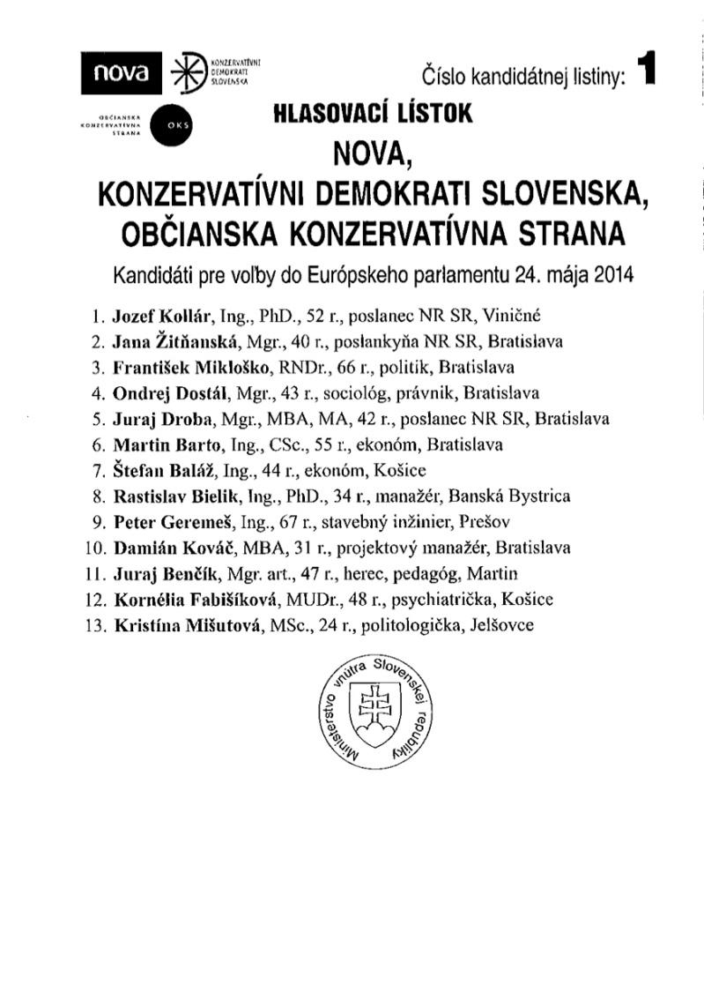 nova
KONZERVATÍVNI
DEMOKRATI
SLOVENSKA
Číslo kandidátnej listiny: 1
OBČIANSKA
KONZERVATÍVNA
STRANA
OKS
HLASOVACÍ LÍSTOK
NOVA,
KONZERVATÍVNI DEMOKRATI SLOVENSKA,
OBČIANSKA KONZERVATÍVNA STRANA
Kandidáti pre voľby do Európskeho parlamentu 24. mája 2014
1. Jozef Kollár, Ing., PhD., 52 r., poslanec NR SR, Viničné
2. Jana Žitňanská, Mgr., 40 r., poslankyňa NR SR, Bratislava
3. František Mikloško, RNDr., 66 r., politik, Bratislava
4. Ondrej Dostál, Mgr., 43 r., sociológ, právnik, Bratislava
5. Juraj Droba, Mgr., MBA, MA, 42 r., poslanec NR SR, Bratislava
6. Martin Barto, Ing., CSc., 55 r., ekonóm, Bratislava
7. Štefan Baláž, Ing., 44 r., ekonóm, Košice
8. Rastislav Bielik, Ing., PhD., 34 r., manažér, Banská Bystrica
9. Peter Geremeš, Ing., 67 r., stavebný inžinier, Prešov
10. Damián Kováč, MBA, 31 r., projektový manažér, Bratislava
11. Juraj Benčík, Mgr. art., 47 r., herec, pedagóg, Martin
12. Kornélia Fabišíková, MUDr., 48 r., psychiatrička, Košice
13. Kristína Mišutová, MSc., 24 r., politologička, Jelšovce
Ministerstvo vnútra Slovenskej republiky